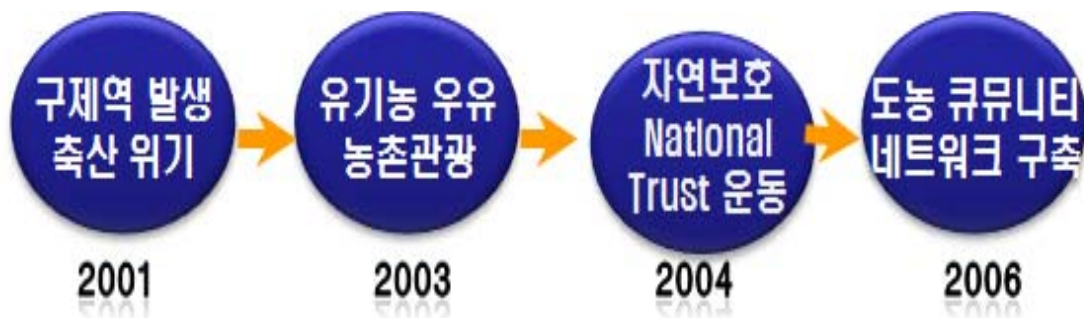 구제역 발생
축산 위기
유기농 우유
농촌관광
자연보호
National
Trust 운동
도농 큐뮤니티
네트워크 구축
2001
2003
2004
2006